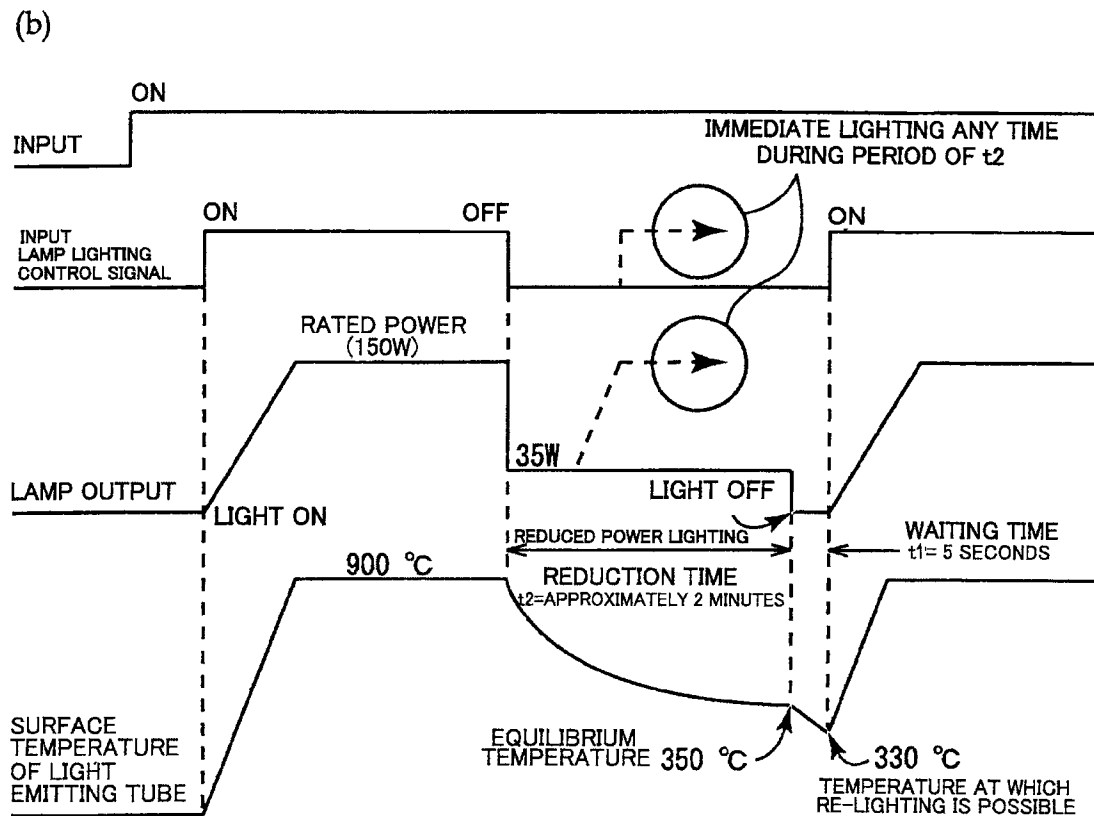 (b)
ON
INPUT
IMMEDIATE LIGHTING ANY TIME
DURING PERIOD OF t2
ON
OFF
ON
INPUT
LAMP LIGHTING
CONTROL SIGNAL
RATED POWER
(150W)
35W
LAMP OUTPUT
LIGHT ON
LIGHT OFF
REDUCED POWER LIGHTING
WAITING TIME
t1= 5 SECONDS
900 °C
REDUCTION TIME
t2=APPROXIMATELY 2 MINUTES
SURFACE
TEMPERATURE
OF LIGHT
EMITTING TUBE
EQUILIBRIUM
TEMPERATURE 350 °C
330 °C
TEMPERATURE AT WHICH
RE-LIGHTING IS POSSIBLE